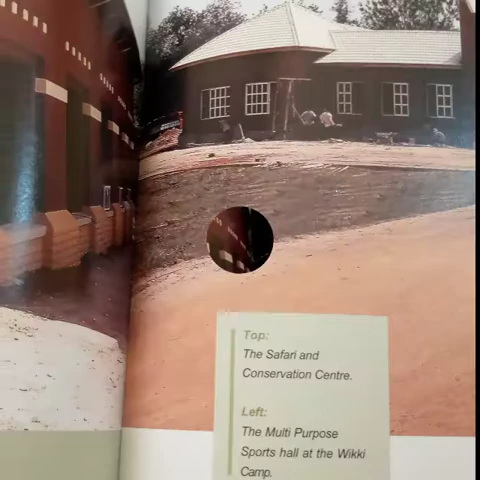 Top:
The Safari and
Conservation Centre.
Left:
The Multi Purpose
Sports hall at the Wikki
Camp.